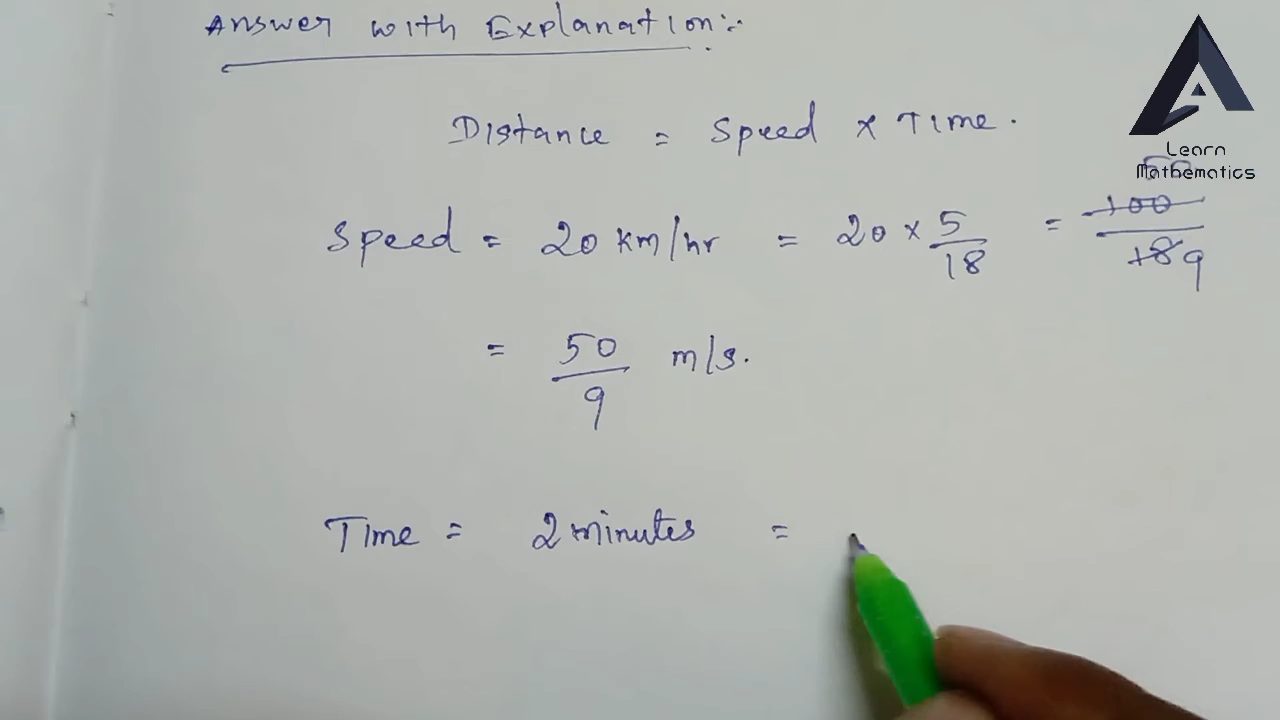 Answer with Explanation:-
Distance = Speed x Time.
Learn
Mathematics
Speed = 20 km/hr = 20 x 5/18 = 100/18 9
= 50/9 m/s.
Time = 2 minutes =